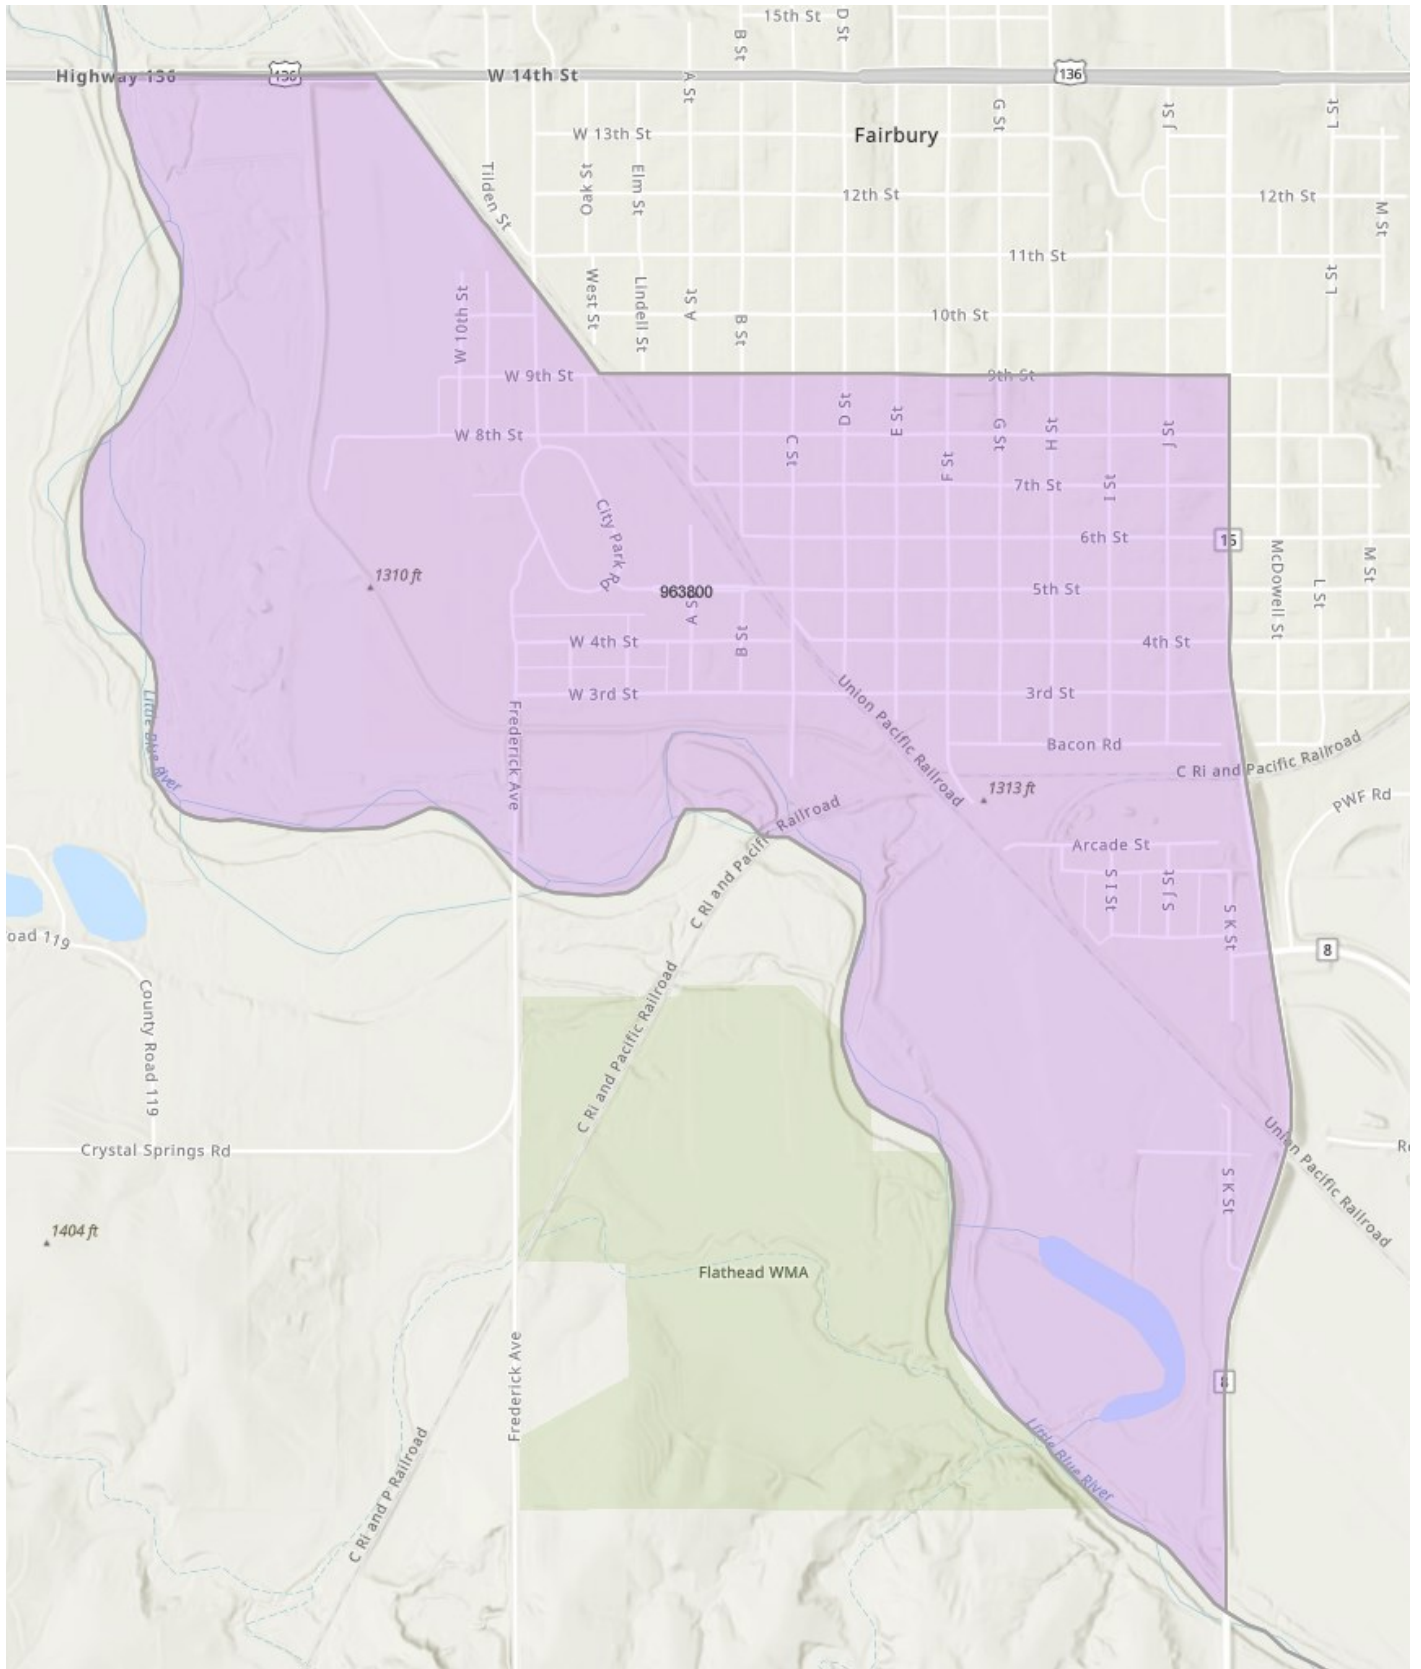 15th St
B St
D St
Highway 136
136
W 14th St
136
A St
G St
J St
L St
W 13th St
Fairbury
Tilden St
Oak St
Elm St
12th St
12th St
M St
11th St
West St
Lindell St
A St
B St
L St
W 10th St
10th St
W 9th St
9th St
D St
E St
G St
H St
J St
W 8th St
C St
F St
7th St
I St
City Park Dr
6th St
15
McDowell St
M St
1310 ft
963800
5th St
L St
A St
B St
W 4th St
4th St
W 3rd St
3rd St
Union Pacific Railroad
Little Blue River
Frederick Ave
Bacon Rd
C Ri and Pacific Railroad
1313 ft
PWF Rd
C Ri and Pacific Railroad
Arcade St
S I St
S J St
S K St
oad 119
8
County Road 119
C Ri and Pacific Railroad
Crystal Springs Rd
Union Pacific Railroad
S K St
1404 ft
Flathead WMA
Frederick Ave
8
Little Blue River
C Ri and P Railroad